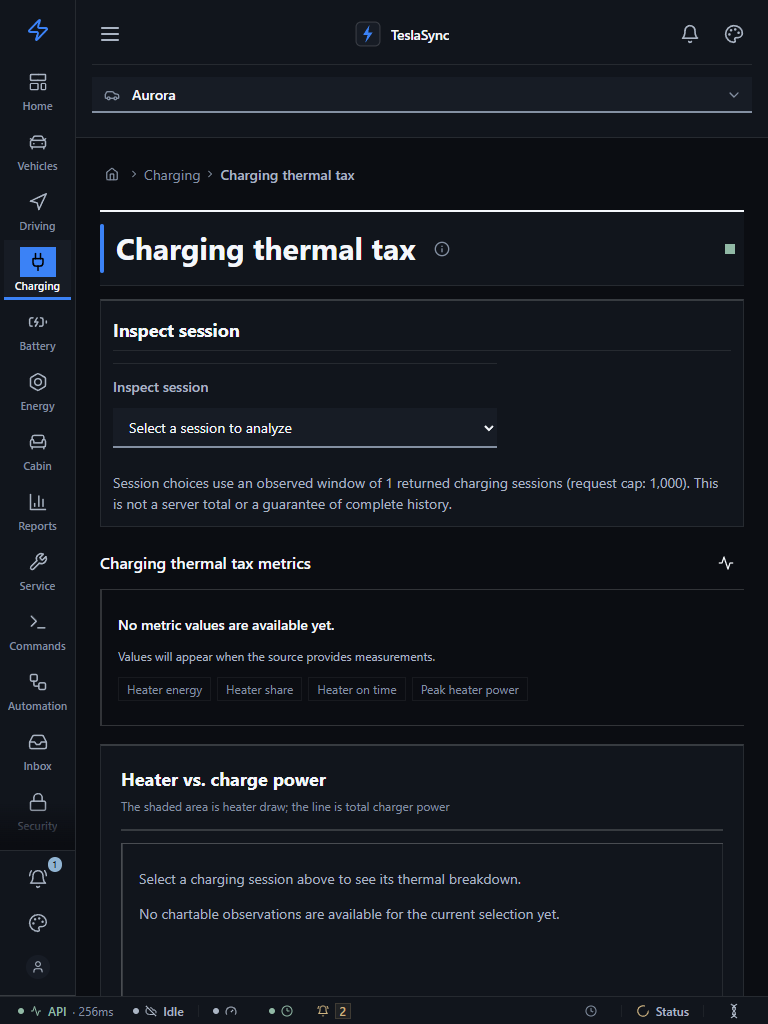 TeslaSync
Aurora
Home
Vehicles
Driving
Charging
Battery
Energy
Cabin
Reports
Service
Commands
Automation
Inbox
Security
1
Charging
Charging thermal tax
Charging thermal tax
Inspect session
Inspect session
Select a session to analyze
Session choices use an observed window of 1 returned charging sessions (request cap: 1,000). This
is not a server total or a guarantee of complete history.
Charging thermal tax metrics
No metric values are available yet.
Values will appear when the source provides measurements.
Heater energy
Heater share
Heater on time
Peak heater power
Heater vs. charge power
The shaded area is heater draw; the line is total charger power
Select a charging session above to see its thermal breakdown.
No chartable observations are available for the current selection yet.
API · 256ms
Idle
2
Status